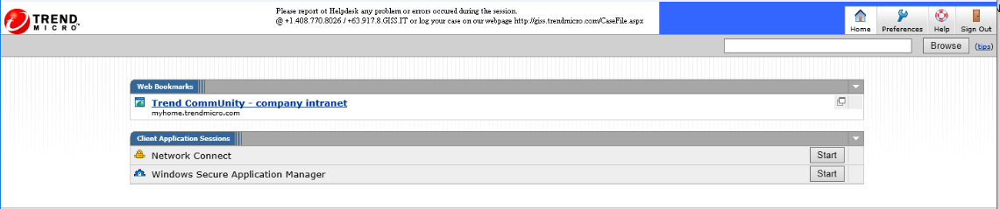 TREND
MICRO
Please report ot Helpdesk any problem or errors occured during the session.
@ +1.408.770.8026 / +63.917.8.GISS.IT or log your case on our webpage http://giss.trendmicro.com/CaseFile.aspx
Home
Preferences
Help
Sign Out
Browse
(tips)
Web Bookmarks
Trend CommUnity - company intranet
myhome.trendmicro.com
Client Application Sessions
Network Connect
Start
Windows Secure Application Manager
Start